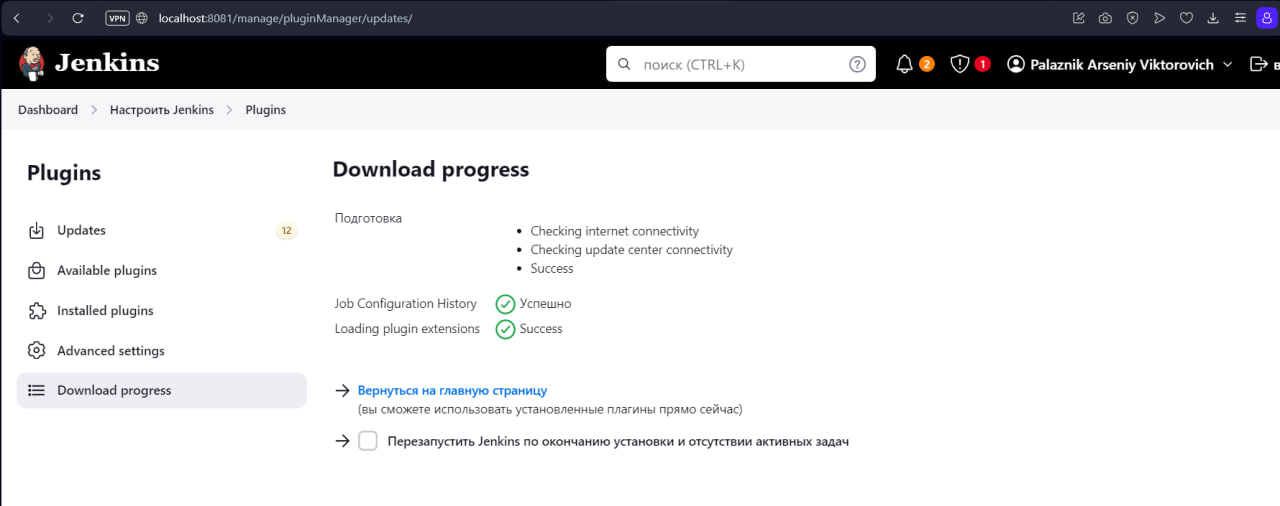 VPN localhost:8081/manage/pluginManager/updates/
Jenkins поиск (CTRL+K) ? 2 1 Palaznik Arseniy Viktorovich
Dashboard Настроить Jenkins Plugins
Plugins
Updates 12
Available plugins
Installed plugins
Advanced settings
Download progress
Download progress
Подготовка
Checking internet connectivity
Checking update center connectivity
Success
Job Configuration History Успешно
Loading plugin extensions Success
Вернуться на главную страницу
(вы сможете использовать установленные плагины прямо сейчас)
Перезапустить Jenkins по окончанию установки и отсутствии активных задач